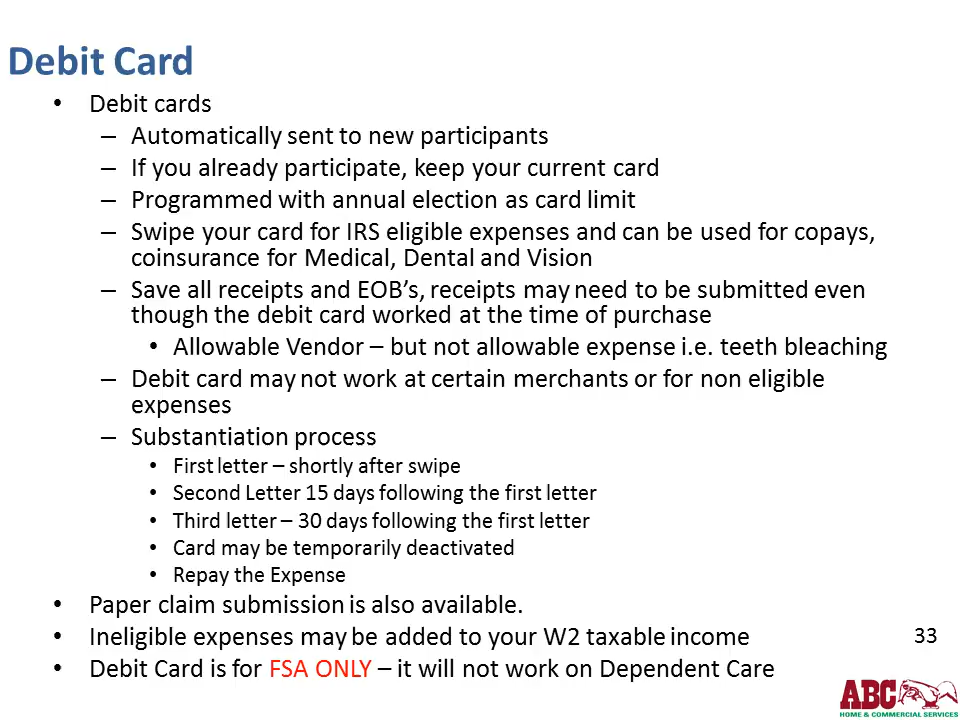 Debit Card
• Debit cards
– Automatically sent to new participants
– If you already participate, keep your current card
– Programmed with annual election as card limit
– Swipe your card for IRS eligible expenses and can be used for copays,
coinsurance for Medical, Dental and Vision
– Save all receipts and EOB’s, receipts may need to be submitted even
though the debit card worked at the time of purchase
• Allowable Vendor – but not allowable expense i.e. teeth bleaching
– Debit card may not work at certain merchants or for non eligible
expenses
– Substantiation process
• First letter – shortly after swipe
• Second Letter 15 days following the first letter
• Third letter – 30 days following the first letter
• Card may be temporarily deactivated
• Repay the Expense
• Paper claim submission is also available.
• Ineligible expenses may be added to your W2 taxable income
• Debit Card is for FSA ONLY – it will not work on Dependent Care
33
ABC
HOME & COMMERCIAL SERVICES